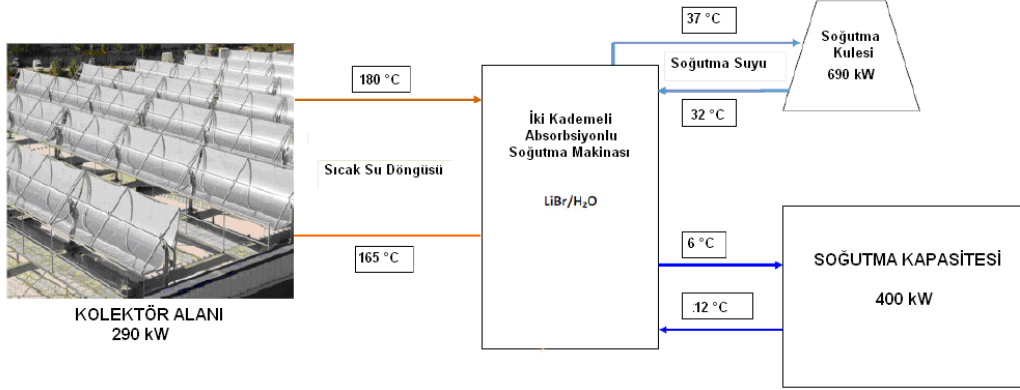 37 °C
Soğutma
Kulesi
690 kW
Soğutma Suyu
180 °C
32 °C
İki Kademeli
Absorbsiyonlu
Soğutma Makinası
Sıcak Su Döngüsü
LiBr/H₂O
165 °C
6 °C
SOĞUTMA KAPASİTESİ
400 kW
12 °C
KOLEKTÖR ALANI
290 kW